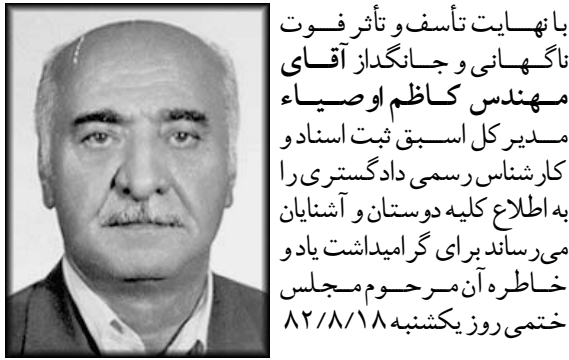 با نهایت تأسف و تأثر فوت
ناگهانی و جانگداز آقای
مهندس کاظم اوصیاء
مدیر کل اسبق ثبت اسناد و
کارشناس رسمی دادگستری را
به اطلاع کلیه دوستان و آشنایان
می‌رساند برای گرامیداشت یاد و
خاطره آن مرحوم مجلس
ختمی روز یکشنبه ۸۲/۸/۱۸